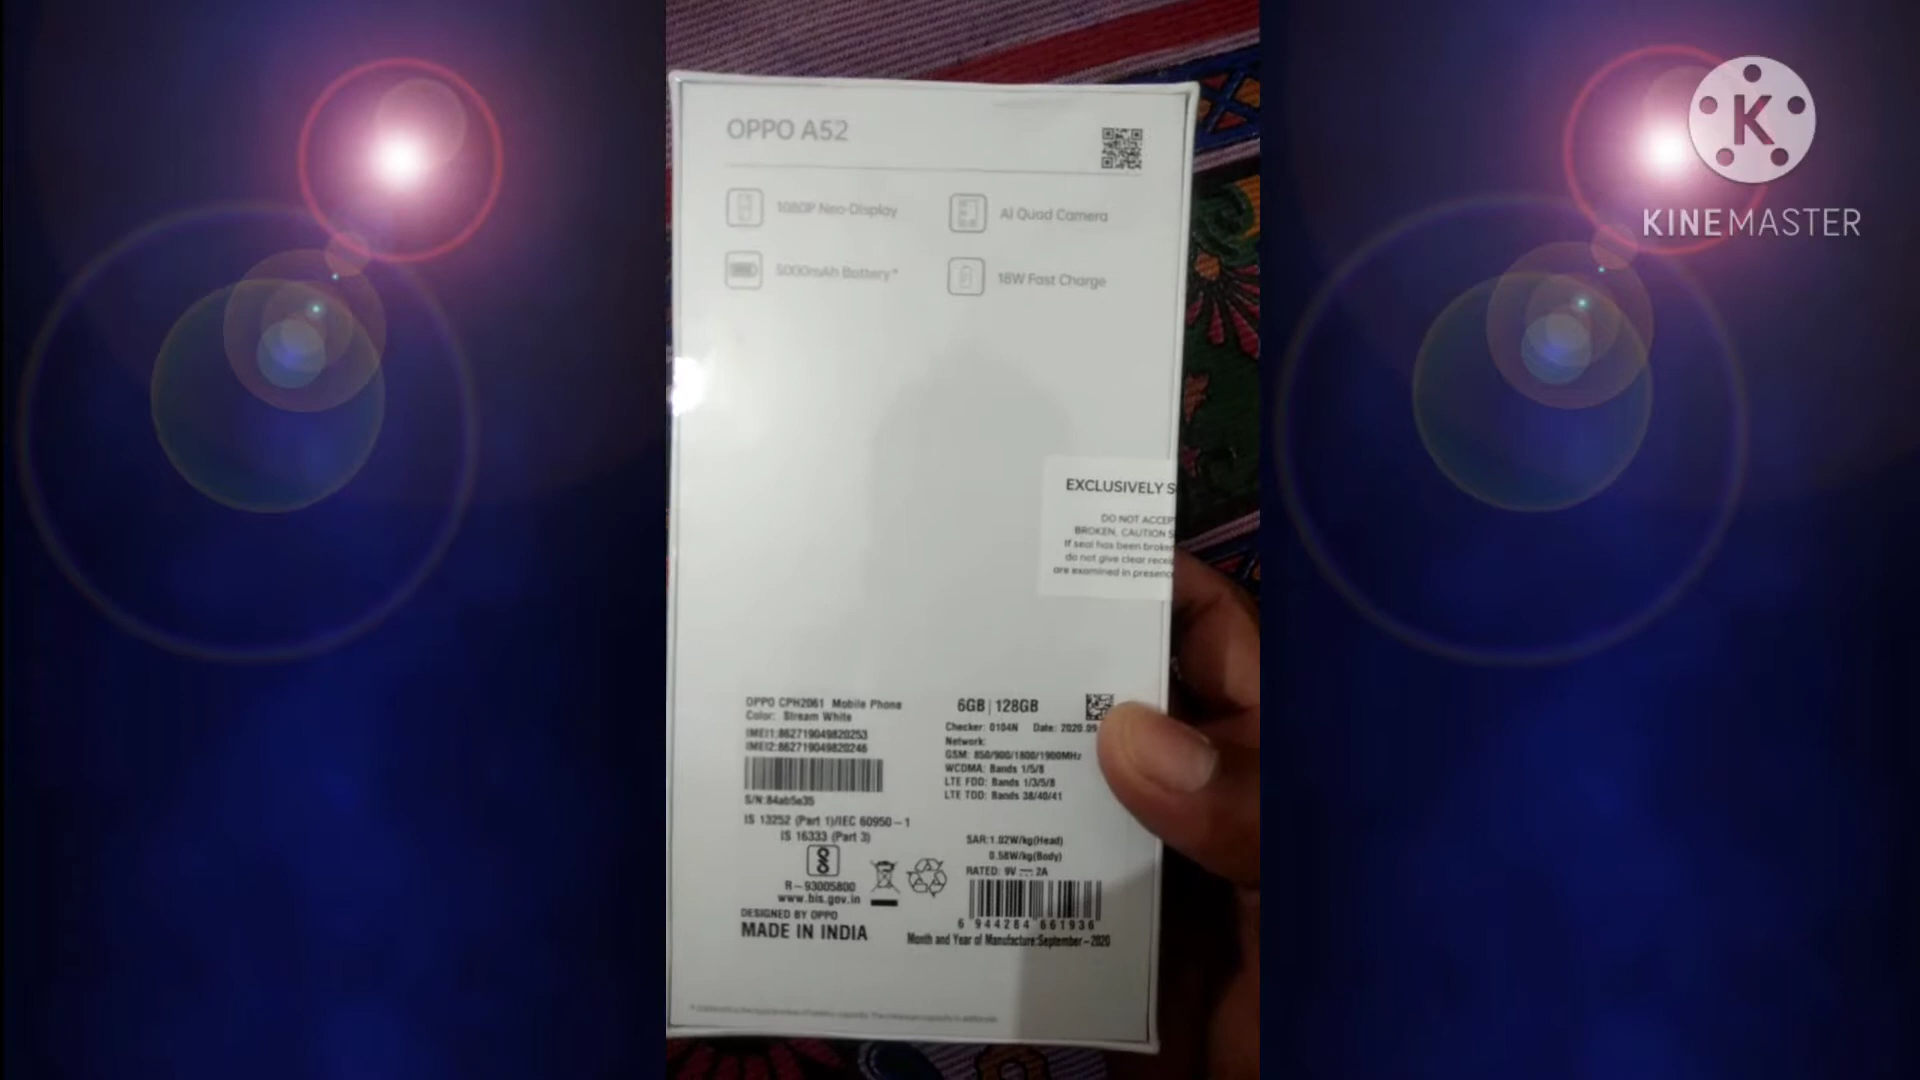 KINEMASTER
OPPO A52
1080P Neo-Display
AI Quad Camera
5000mAh Battery*
18W Fast Charge
EXCLUSIVELY S
DO NOT ACCEP
BROKEN, CAUTION S
If seal has been broken
do not give clear recei
are examined in presenc
OPPO CPH2061 Mobile Phone
Color: Stream White
IMEI1:862719049820253
IMEI2:862719049820246
S/N:84ab5e35
IS 13252 (Part 1)/IEC 60950-1
IS 16333 (Part 3)
R-93005800
www.bis.gov.in
DESIGNED BY OPPO
MADE IN INDIA
6GB | 128GB
Checker: 0104N Date: 2020.09
Network:
GSM: 850/900/1800/1900MHz
WCDMA: Bands 1/5/8
LTE FDD: Bands 1/3/5/8
LTE TDD: Bands 38/40/41
SAR:1.02W/kg(Head)
0.58W/kg(Body)
RATED: 9V 2A
6 944284 661936
Month and Year of Manufacture:September-2020